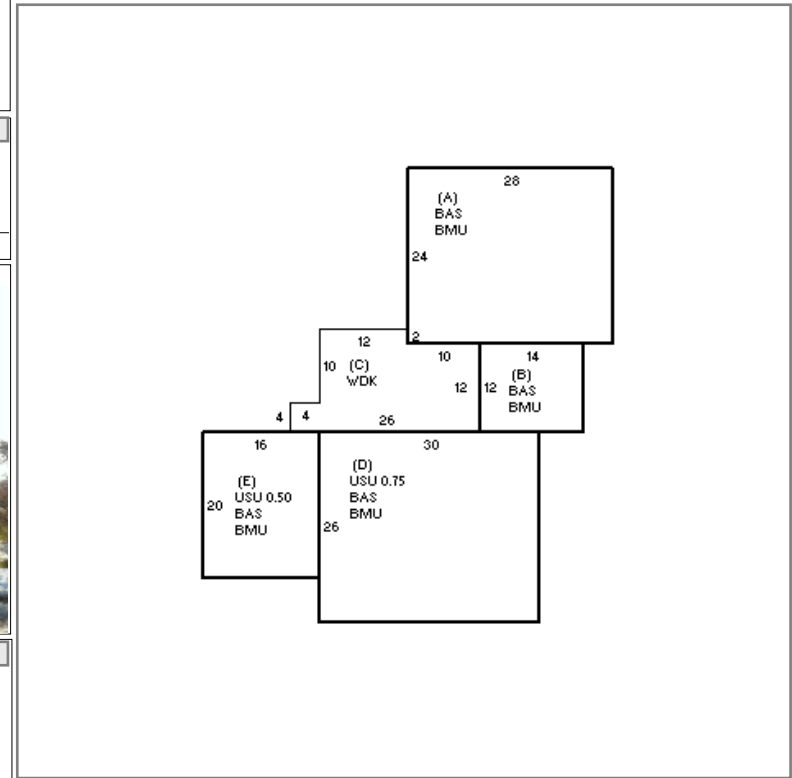 28
(A)
BAS
BMU
24
2
12
10
14
10
(C)
WDK
12
12
(B)
BAS
BMU
4
4
26
16
30
(E)
USU 0.50
BAS
BMU
20
(D)
USU 0.75
BAS
BMU
26